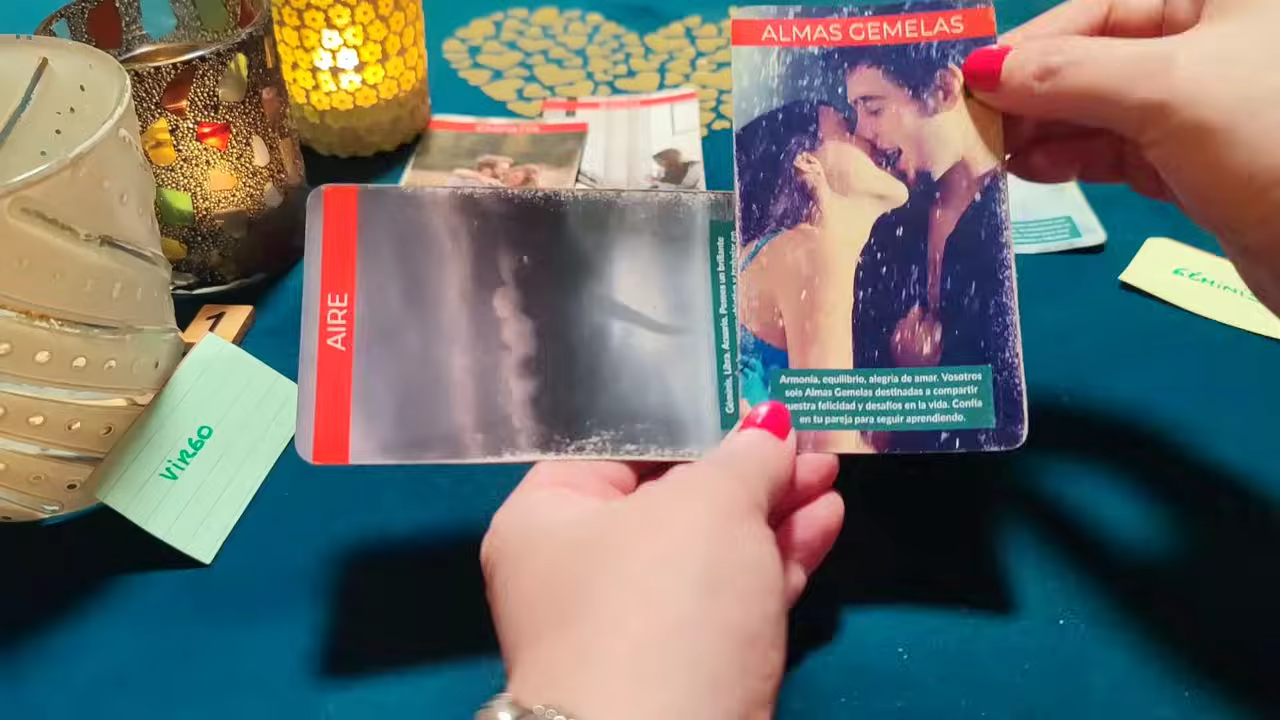 ALMAS GEMELAS
Armonía, equilibrio, alegría de amar. Vosotros
sois Almas Gemelas destinadas a compartir
vuestra felicidad y desafíos en la vida. Confía
en tu pareja para seguir aprendiendo.
AIRE
Géminis. Libra. Acuario. Posees un brillante
1
VIRGO
GÉMINIS